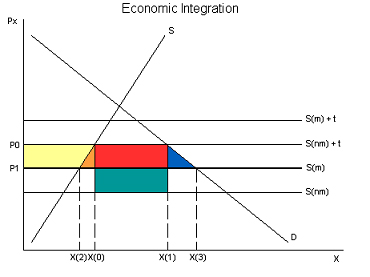 Economic Integration
Px
S
S(m) + t
P0
S(nm) + t
P1
S(m)
S(nm)
D
X(2) X(0)
X(1)
X(3)
X